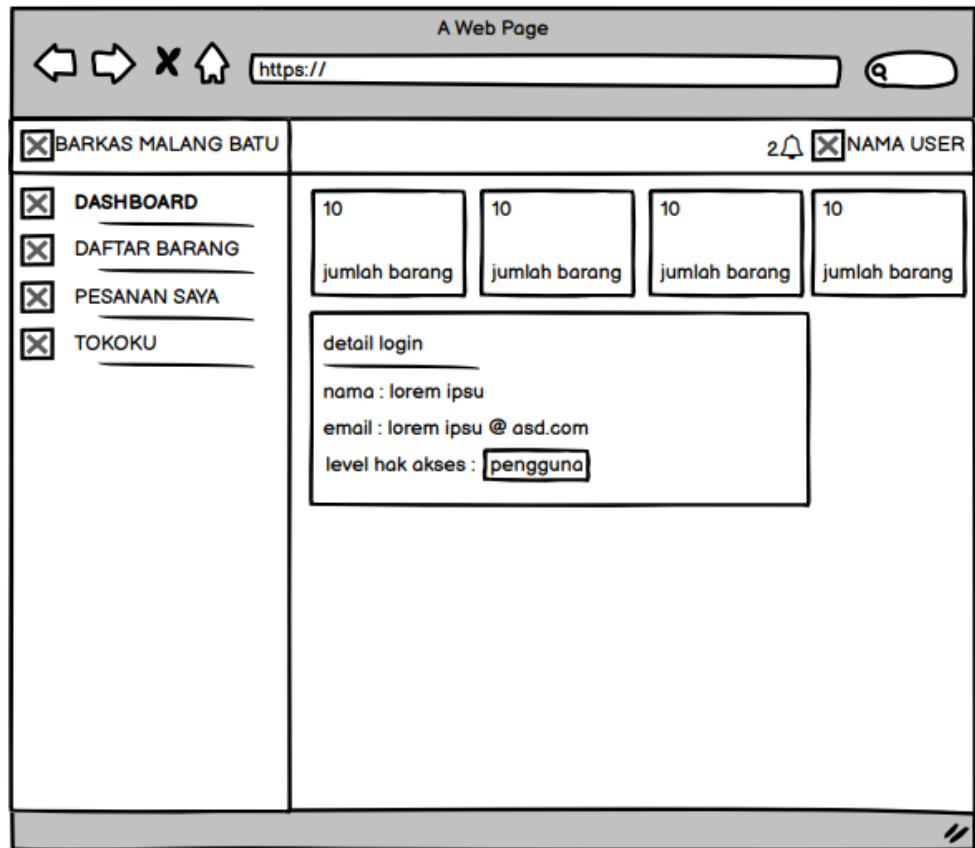 A Web Page
https://
BARKAS MALANG BATU
2
NAMA USER
DASHBOARD
DAFTAR BARANG
PESANAN SAYA
TOKOKU
10
jumlah barang
10
jumlah barang
10
jumlah barang
10
jumlah barang
detail login
nama : lorem ipsu
email : lorem ipsu @ asd.com
level hak akses : pengguna